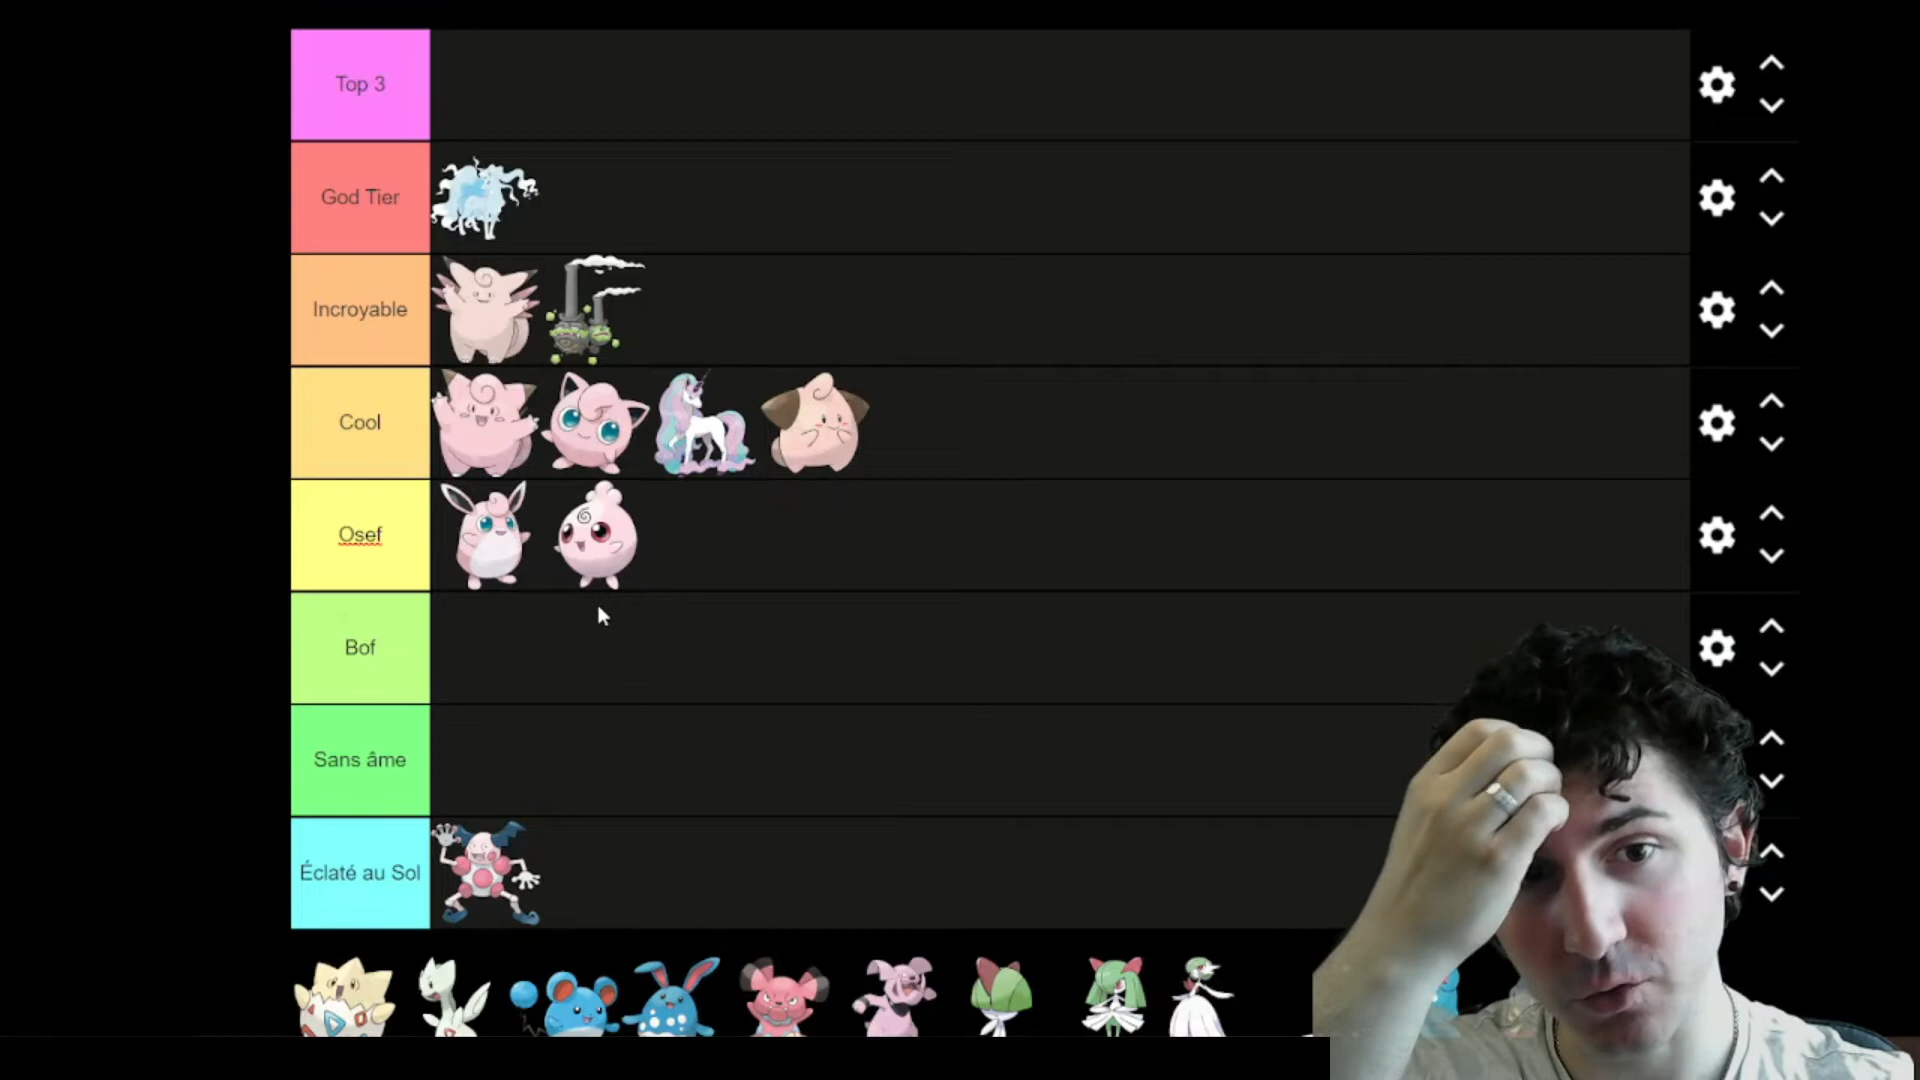 Top 3
God Tier
Incroyable
Cool
Osef
Bof
Sans âme
Éclaté au Sol